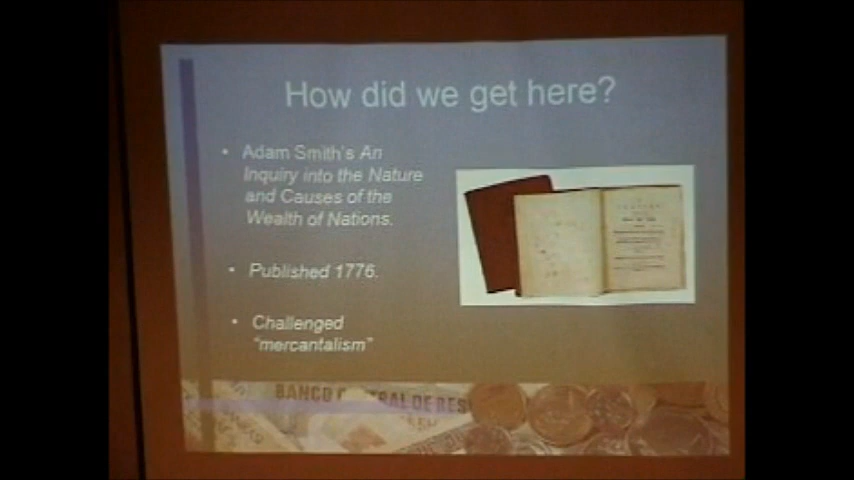 How did we get here?
• Adam Smith's An
Inquiry into the Nature
and Causes of the
Wealth of Nations.
• Published 1776.
• Challenged
"mercantalism"
BANCO CENTRAL DE RES